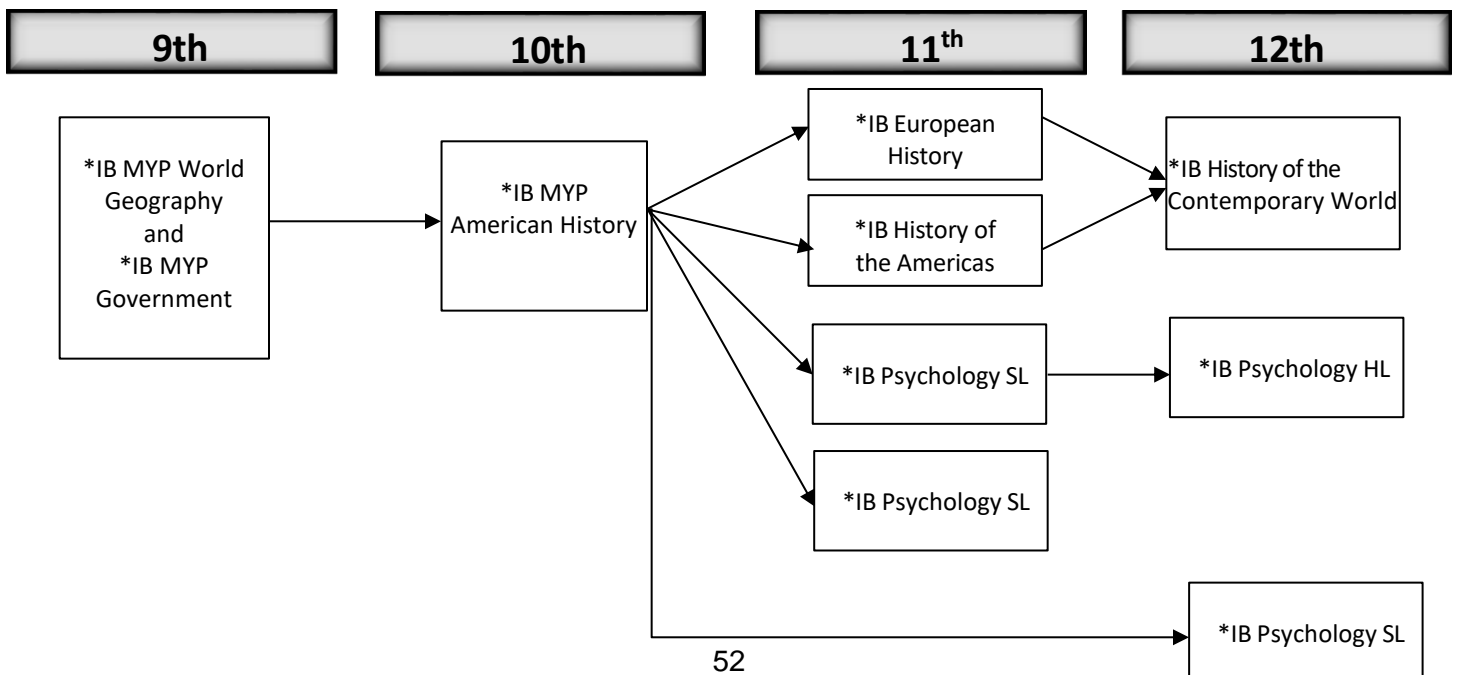 9th
10th
11th
12th
*IB MYP World
Geography
and
*IB MYP
Government
*IB MYP
American History
*IB European
History
*IB History of
the Americas
*IB Psychology SL
*IB Psychology SL
*IB History of the
Contemporary World
*IB Psychology HL
*IB Psychology SL
52